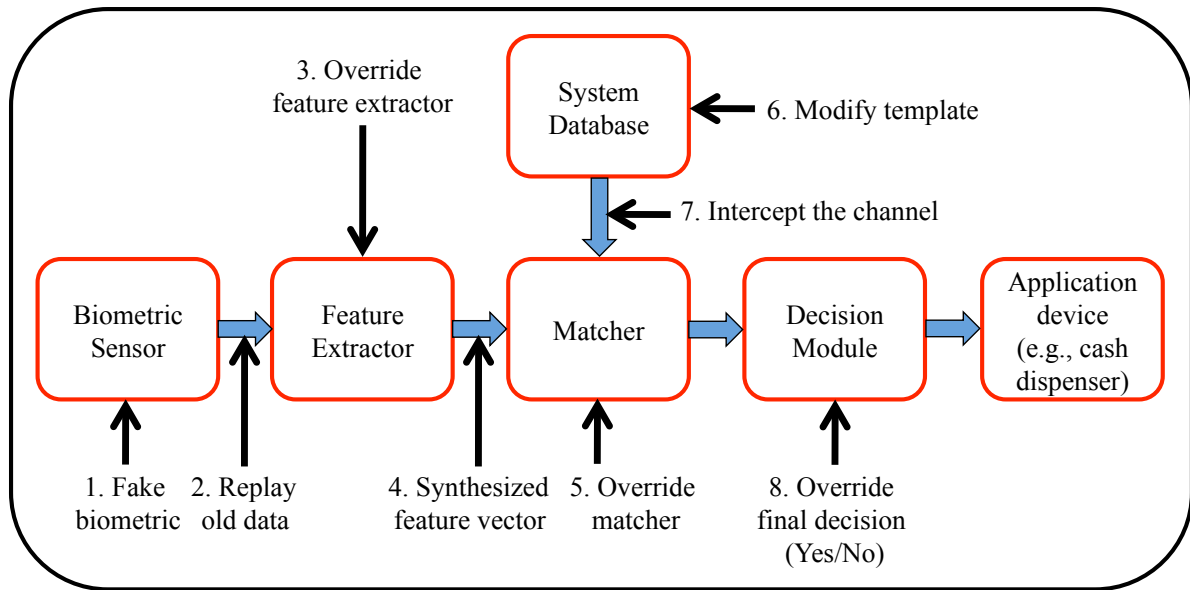 3. Override
feature extractor
System
Database
6. Modify template
7. Intercept the channel
Biometric
Sensor
Feature
Extractor
Matcher
Decision
Module
Application
device
(e.g., cash
dispenser)
1. Fake
biometric
2. Replay
old data
4. Synthesized
feature vector
5. Override
matcher
8. Override
final decision
(Yes/No)